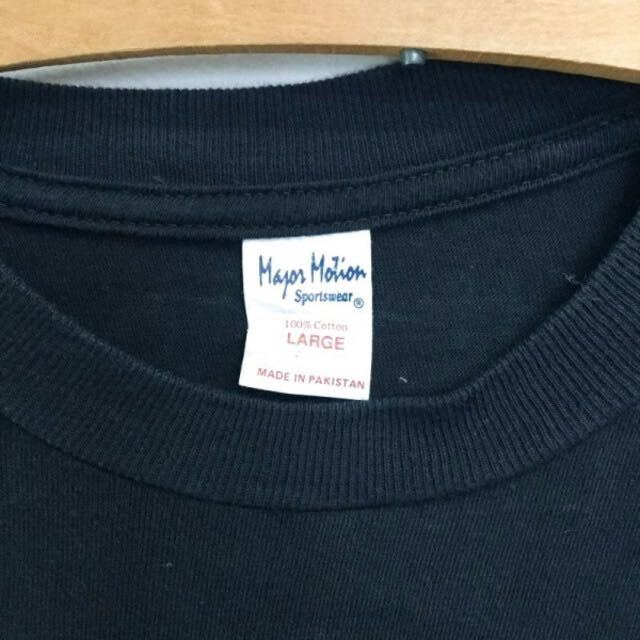 Major Motion
Sportswear ®
100% Cotton
LARGE
MADE IN PAKISTAN